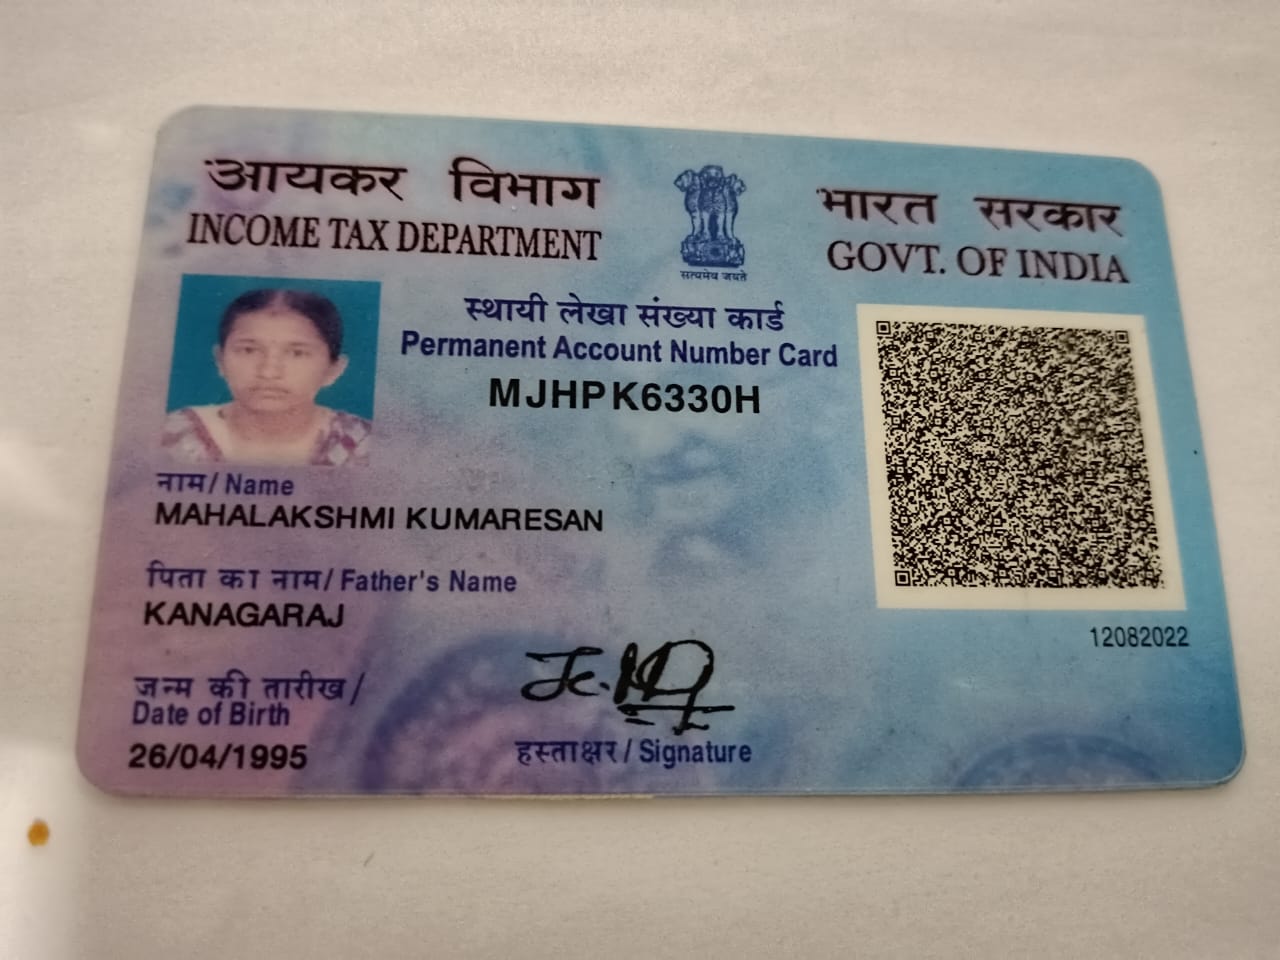 आयकर विभाग
INCOME TAX DEPARTMENT
सत्यमेव जयते
भारत सरकार
GOVT. OF INDIA
स्थायी लेखा संख्या कार्ड
Permanent Account Number Card
MJHPK6330H
नाम/ Name
MAHALAKSHMI KUMARESAN
पिता का नाम/ Father's Name
KANAGARAJ
जन्म की तारीख/
Date of Birth
26/04/1995
हस्ताक्षर/ Signature
12082022